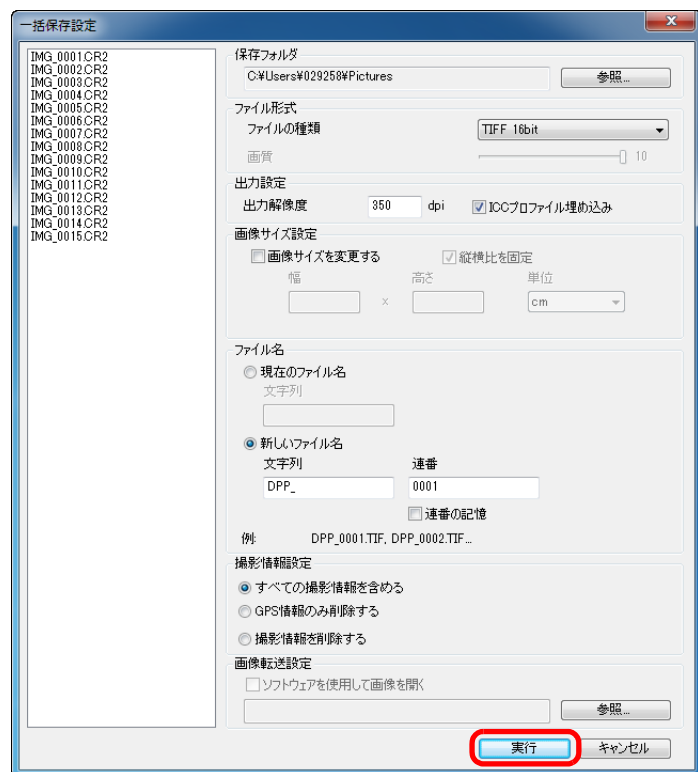 一括保存設定
IMG_0001.CR2
IMG_0002.CR2
IMG_0003.CR2
IMG_0004.CR2
IMG_0005.CR2
IMG_0006.CR2
IMG_0007.CR2
IMG_0008.CR2
IMG_0009.CR2
IMG_0010.CR2
IMG_0011.CR2
IMG_0012.CR2
IMG_0013.CR2
IMG_0014.CR2
IMG_0015.CR2
保存フォルダ
C:¥Users¥029258¥Pictures 参照...
ファイル形式
ファイルの種類 TIFF 16bit
画質 10
出力設定
出力解像度 350 dpi ICCプロファイル埋め込み
画像サイズ設定
画像サイズを変更する 縦横比を固定
幅 高さ 単位
x cm
ファイル名
現在のファイル名
文字列
新しいファイル名
文字列 連番
DPP_ 0001
連番の記憶
例: DPP_0001.TIF, DPP_0002.TIF...
撮影情報設定
すべての撮影情報を含める
GPS情報のみ削除する
撮影情報を削除する
画像転送設定
ソフトウェアを使用して画像を開く
参照...
実行 キャンセル